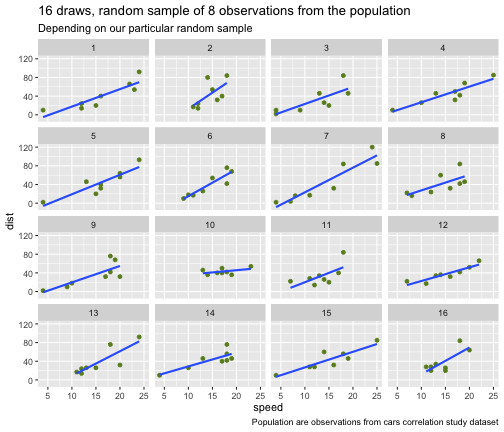 16 draws, random sample of 8 observations from the population
Depending on our particular random sample
1 2 3 4
120
80
40
0
5 6 7 8
120
80
40
0
9 10 11 12
120
80
40
0
13 14 15 16
120
80
40
0
dist
5 10 15 20 25 5 10 15 20 25 5 10 15 20 25 5 10 15 20 25
speed
Population are observations from cars correlation study dataset